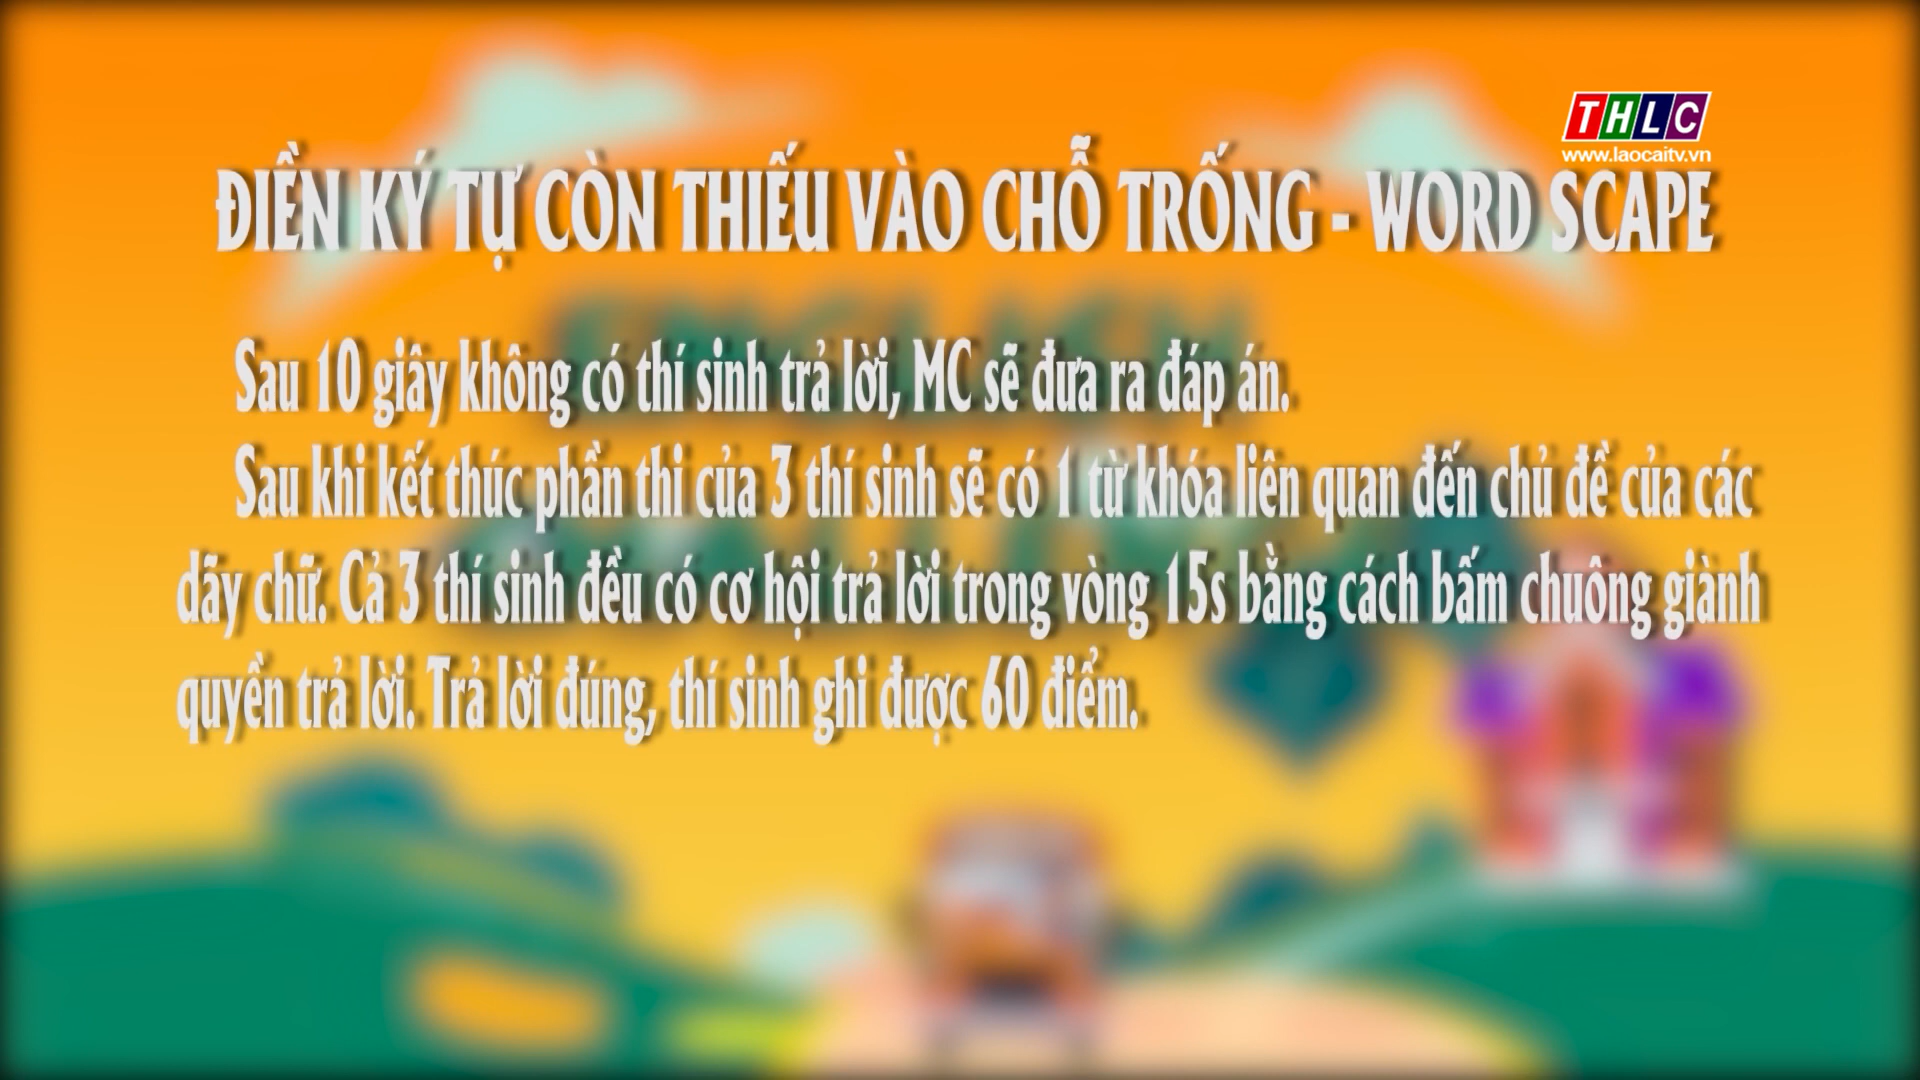 THLC
www.laocaitv.vn
ĐIỀN KÝ TỰ CÒN THIẾU VÀO CHỖ TRỐNG - WORD SCAPE
Sau 10 giây không có thí sinh trả lời, MC sẽ đưa ra đáp án.
Sau khi kết thúc phần thi của 3 thí sinh sẽ có 1 từ khóa liên quan đến chủ đề của các
dãy chữ. Cả 3 thí sinh đều có cơ hội trả lời trong vòng 15s bằng cách bấm chuông giành
quyền trả lời. Trả lời đúng, thí sinh ghi được 60 điểm.